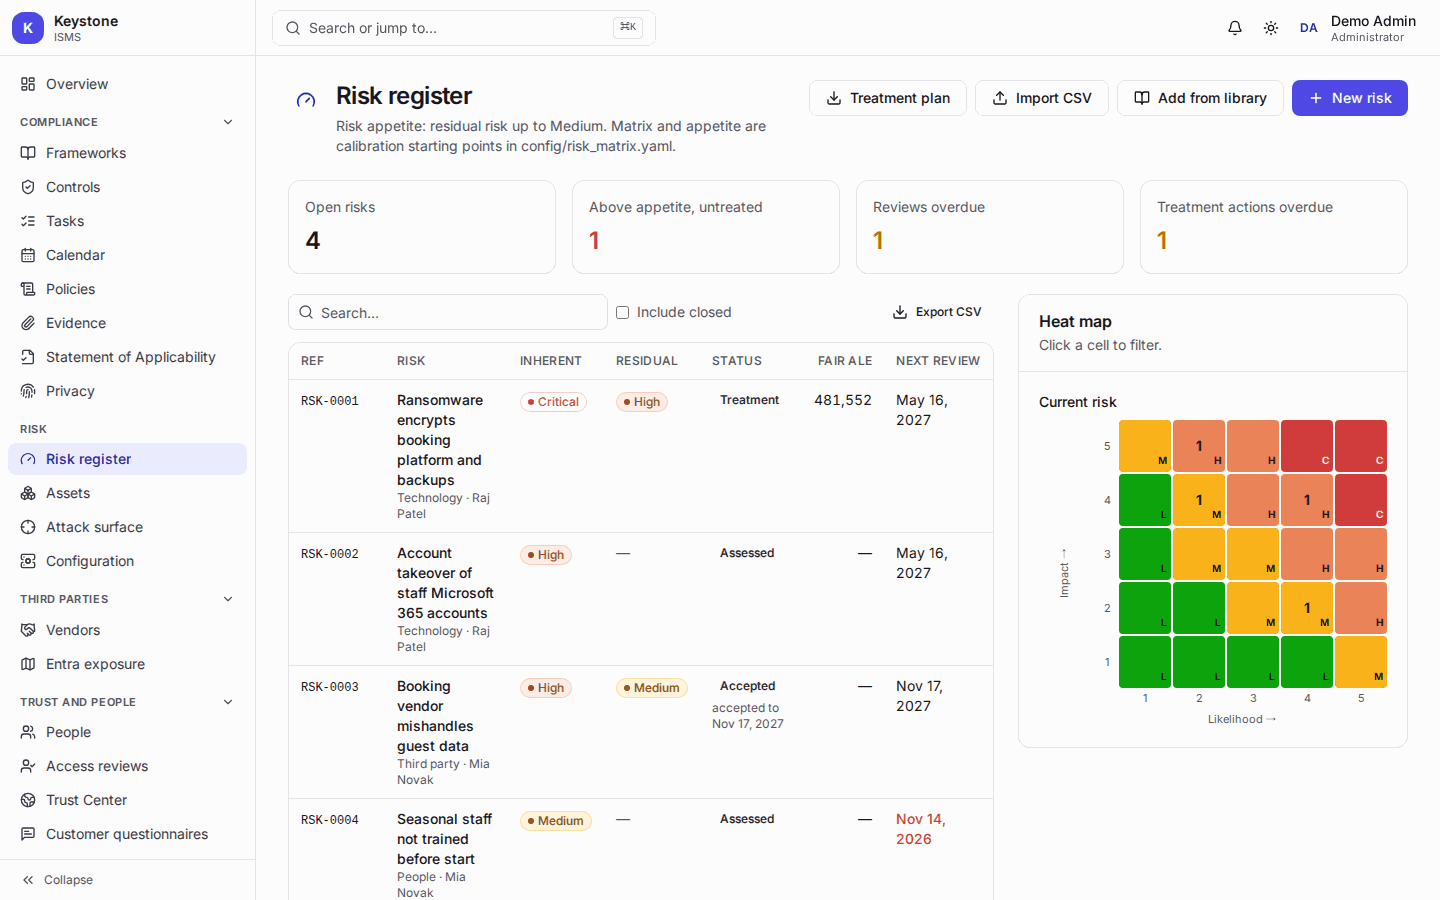 K
Keystone
ISMS
Search or jump to...
⌘K
DA
Demo Admin
Administrator
Overview
COMPLIANCE
Frameworks
Controls
Tasks
Calendar
Policies
Evidence
Statement of Applicability
Privacy
RISK
Risk register
Assets
Attack surface
Configuration
THIRD PARTIES
Vendors
Entra exposure
TRUST AND PEOPLE
People
Access reviews
Trust Center
Customer questionnaires
Collapse
Risk register
Risk appetite: residual risk up to Medium. Matrix and appetite are
calibration starting points in config/risk_matrix.yaml.
Treatment plan
Import CSV
Add from library
New risk
Open risks
4
Above appetite, untreated
1
Reviews overdue
1
Treatment actions overdue
1
Search...
Include closed
Export CSV
REF RISK INHERENT RESIDUAL STATUS FAIR ALE NEXT REVIEW
RSK-0001
Ransomware
encrypts
booking
platform and
backups
Technology · Raj
Patel
Critical
High
Treatment
481,552
May 16,
2027
RSK-0002
Account
takeover of
staff Microsoft
365 accounts
Technology · Raj
Patel
High
—
Assessed
—
May 16,
2027
RSK-0003
Booking
vendor
mishandles
guest data
Third party · Mia
Novak
High
Medium
Accepted
accepted to
Nov 17, 2027
—
Nov 17,
2027
RSK-0004
Seasonal staff
not trained
before start
People · Mia
Novak
Medium
—
Assessed
—
Nov 14,
2026
Heat map
Click a cell to filter.
Current risk
Impact →
5 M 1 H H C C
4 L 1 M H 1 H C
3 L M M H H
2 L L M 1 M H
1 L L L L M
1 2 3 4 5
Likelihood →